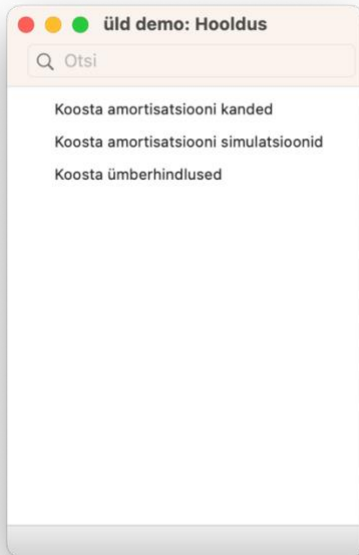 üld demo: Hooldus
Otsi
Koosta amortisatsiooni kanded
Koosta amortisatsiooni simulatsioonid
Koosta ümberhindlused